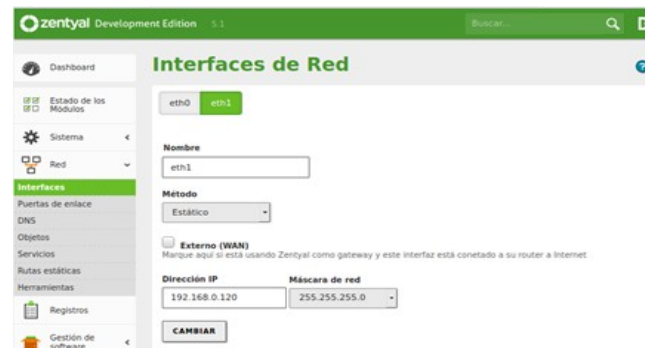 zentyal Development Edition 5.1
Buscar...
Dashboard
Estado de los
Módulos
Sistema
Red
Interfaces
Puertas de enlace
DNS
Objetos
Servicios
Rutas estáticas
Herramientas
Registros
Gestión de
software
Interfaces de Red
?
eth0
eth1
Nombre
eth1
Método
Estático
Externo (WAN)
Marque aquí si está usando Zentyal como gateway y este interfaz está conetado a su router a Internet
Dirección IP
Máscara de red
192.168.0.120
255.255.255.0
CAMBIAR